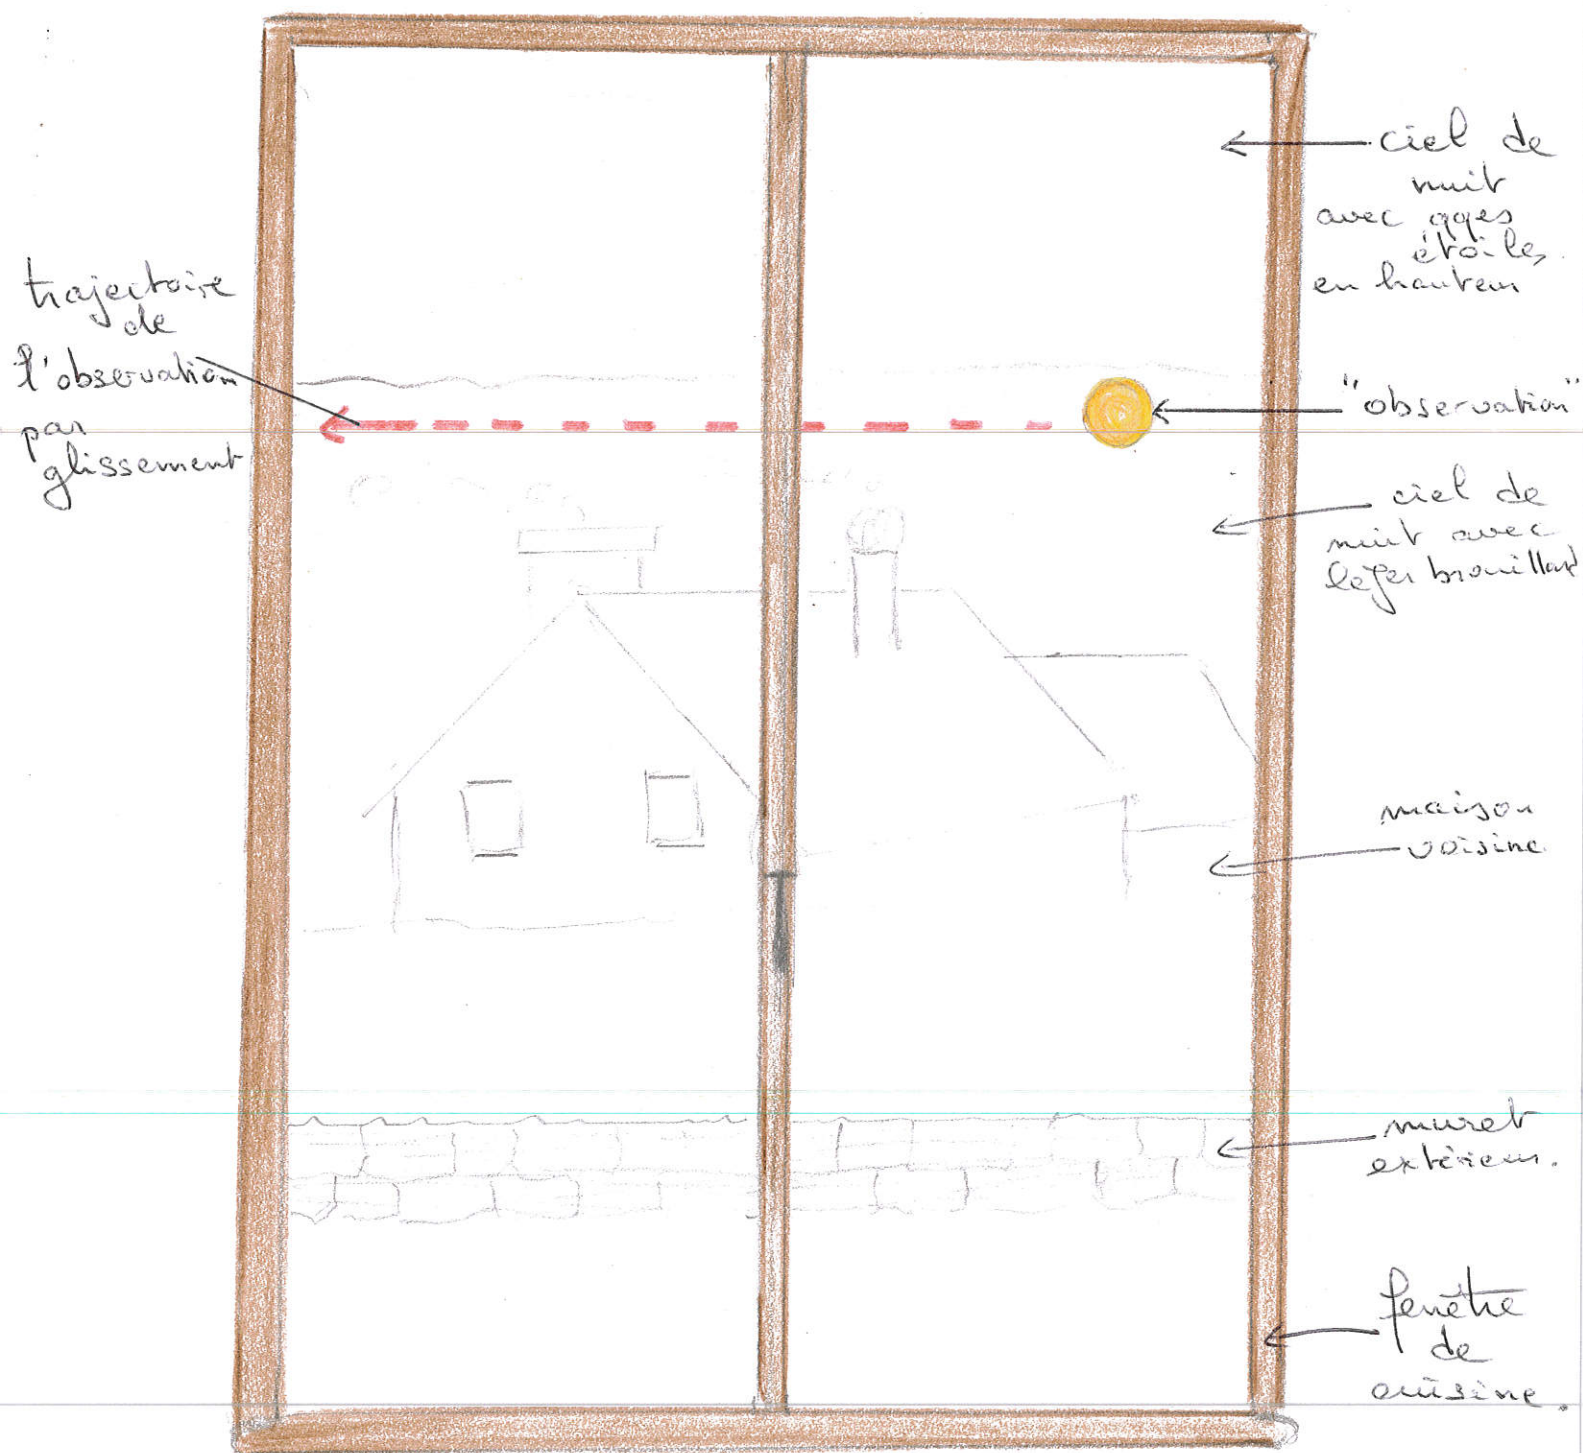 ciel de
nuit
avec qqes
étoiles
en hauteur
trajectoire
de
l'observation
par
glissement
"observation"
ciel de
nuit avec
léger brouillard
maison
voisine
muret
extérieur.
fenêtre
de
cuisine.